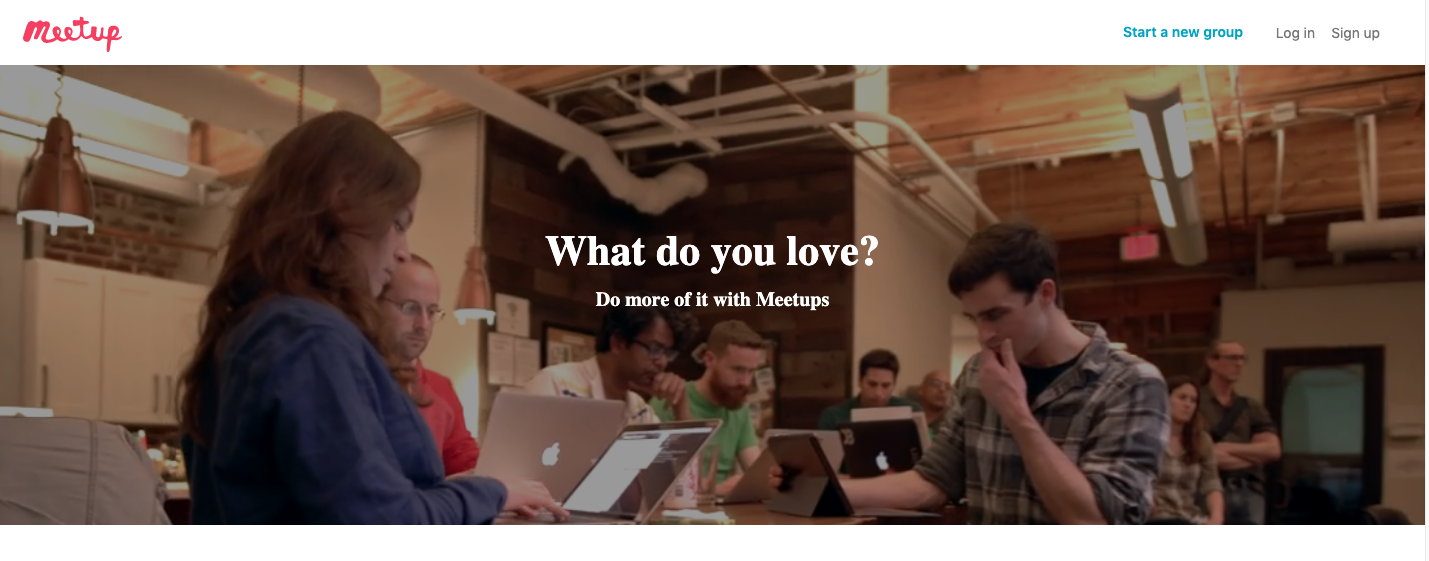 meetup
Start a new group
Log in
Sign up
What do you love?
Do more of it with Meetups